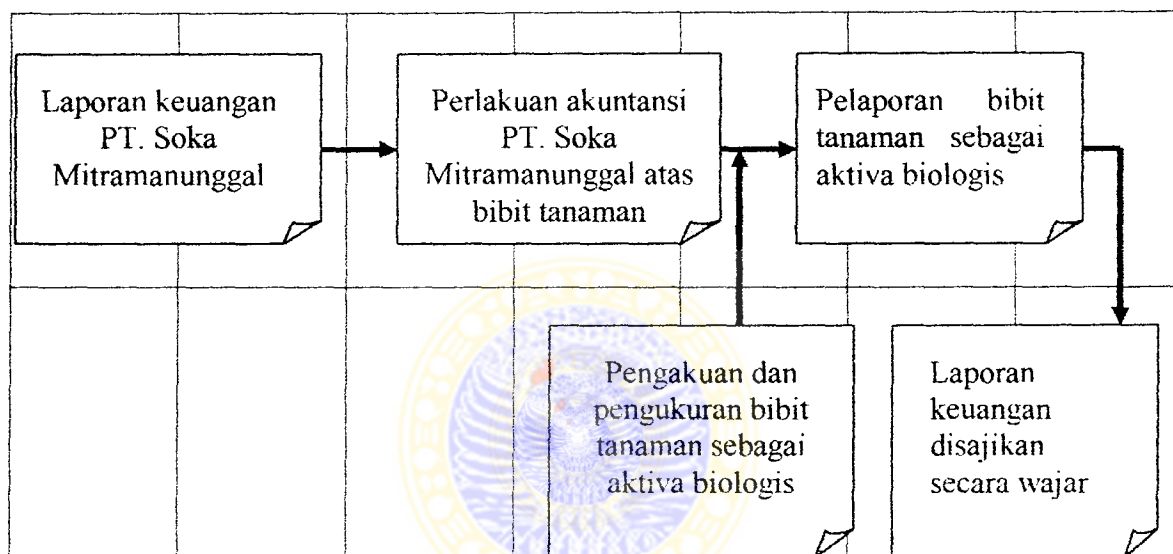 Laporan keuangan
PT. Soka
Mitramanunggal
Perlakuan akuntansi
PT. Soka
Mitramanunggal atas
bibit tanaman
Pelaporan bibit
tanaman sebagai
aktiva biologis
Pengakuan dan
pengukuran bibit
tanaman sebagai
aktiva biologis
Laporan
keuangan
disajikan
secara wajar